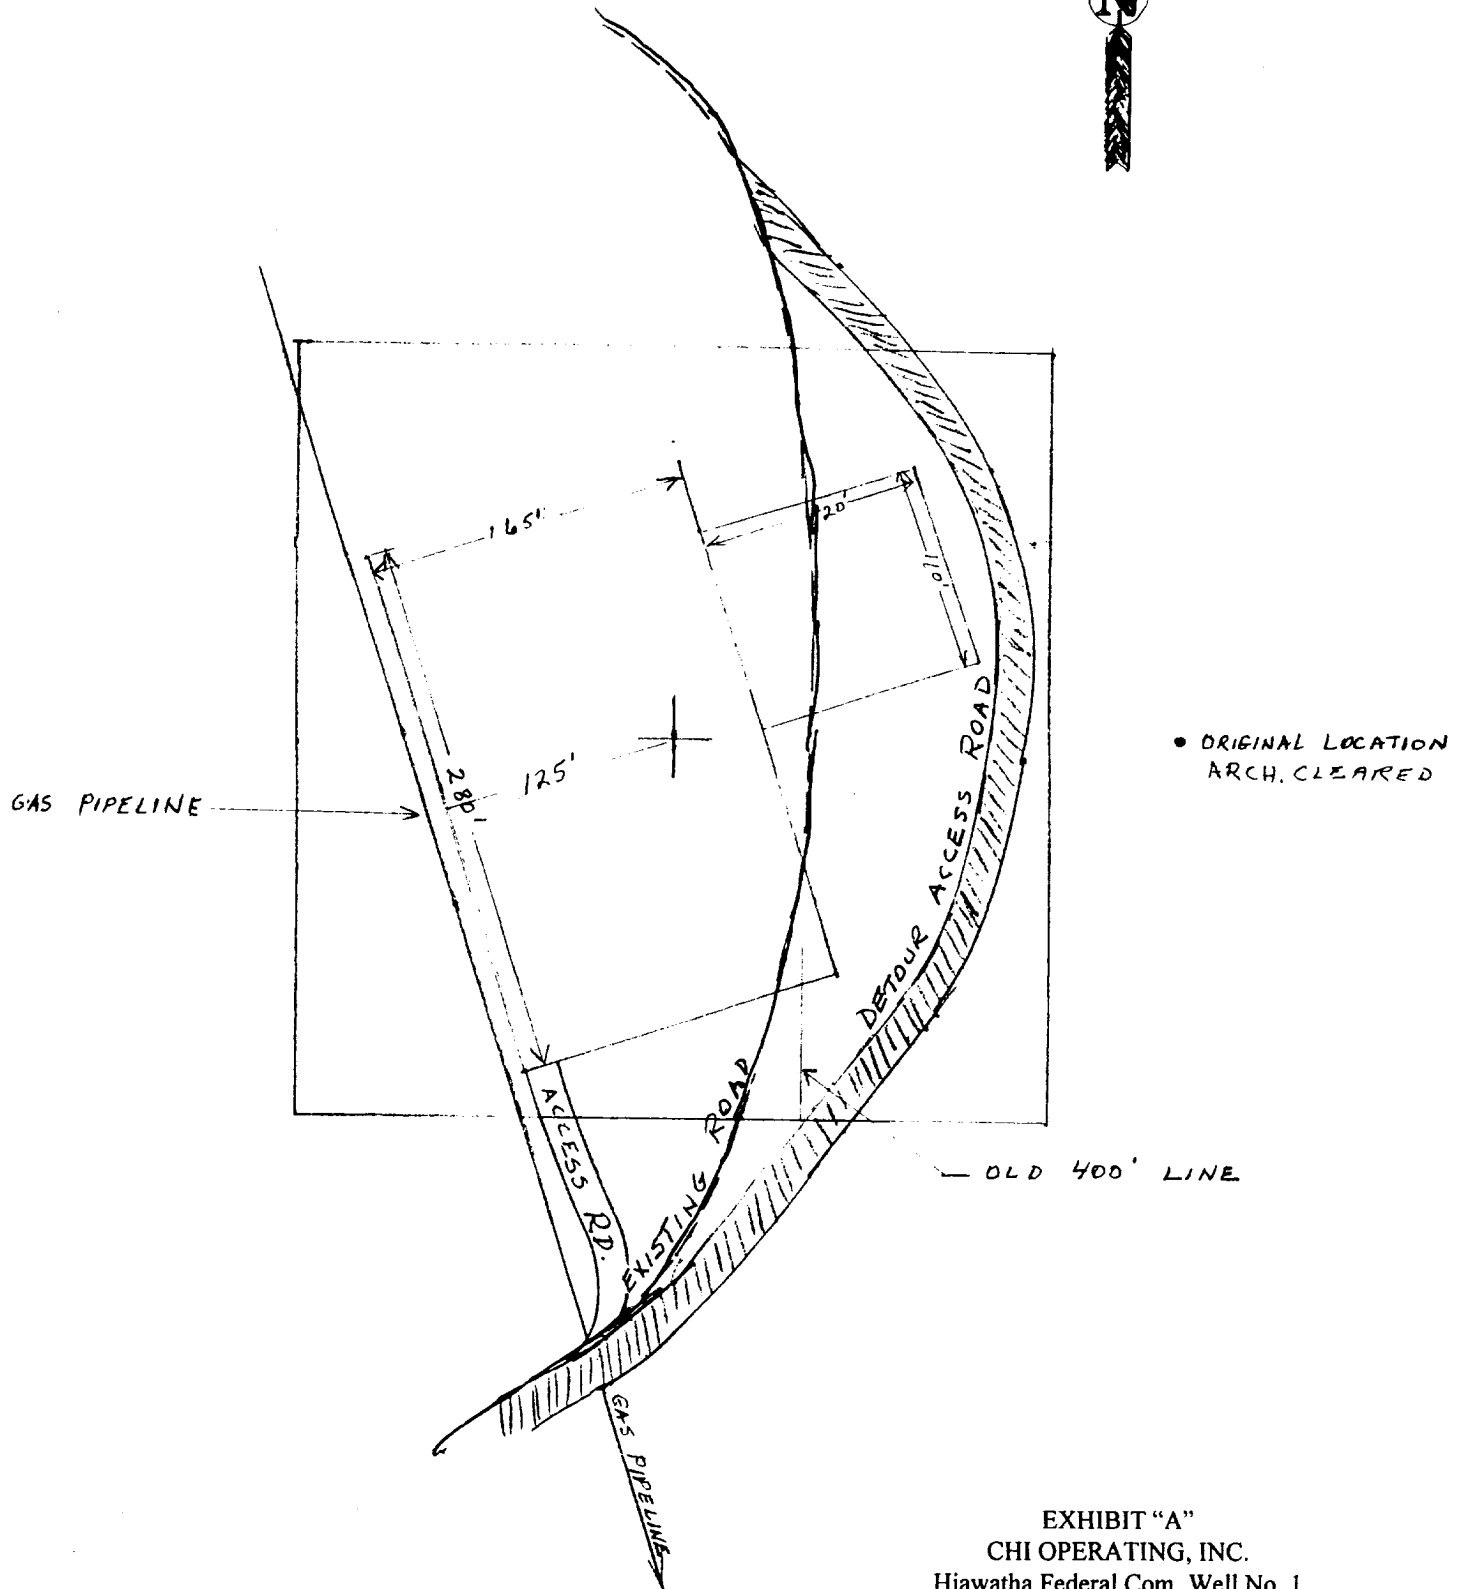 N
165'
120'
110'
280'
125'
GAS PIPELINE
• ORIGINAL LOCATION
ARCH. CLEARED
DETOUR ACCESS ROAD
EXISTING ROAD
ACCESS RD.
OLD 400' LINE
GAS PIPELINE
EXHIBIT “A”
CHI OPERATING, INC.
Hiawatha Federal Com. Well No. 1